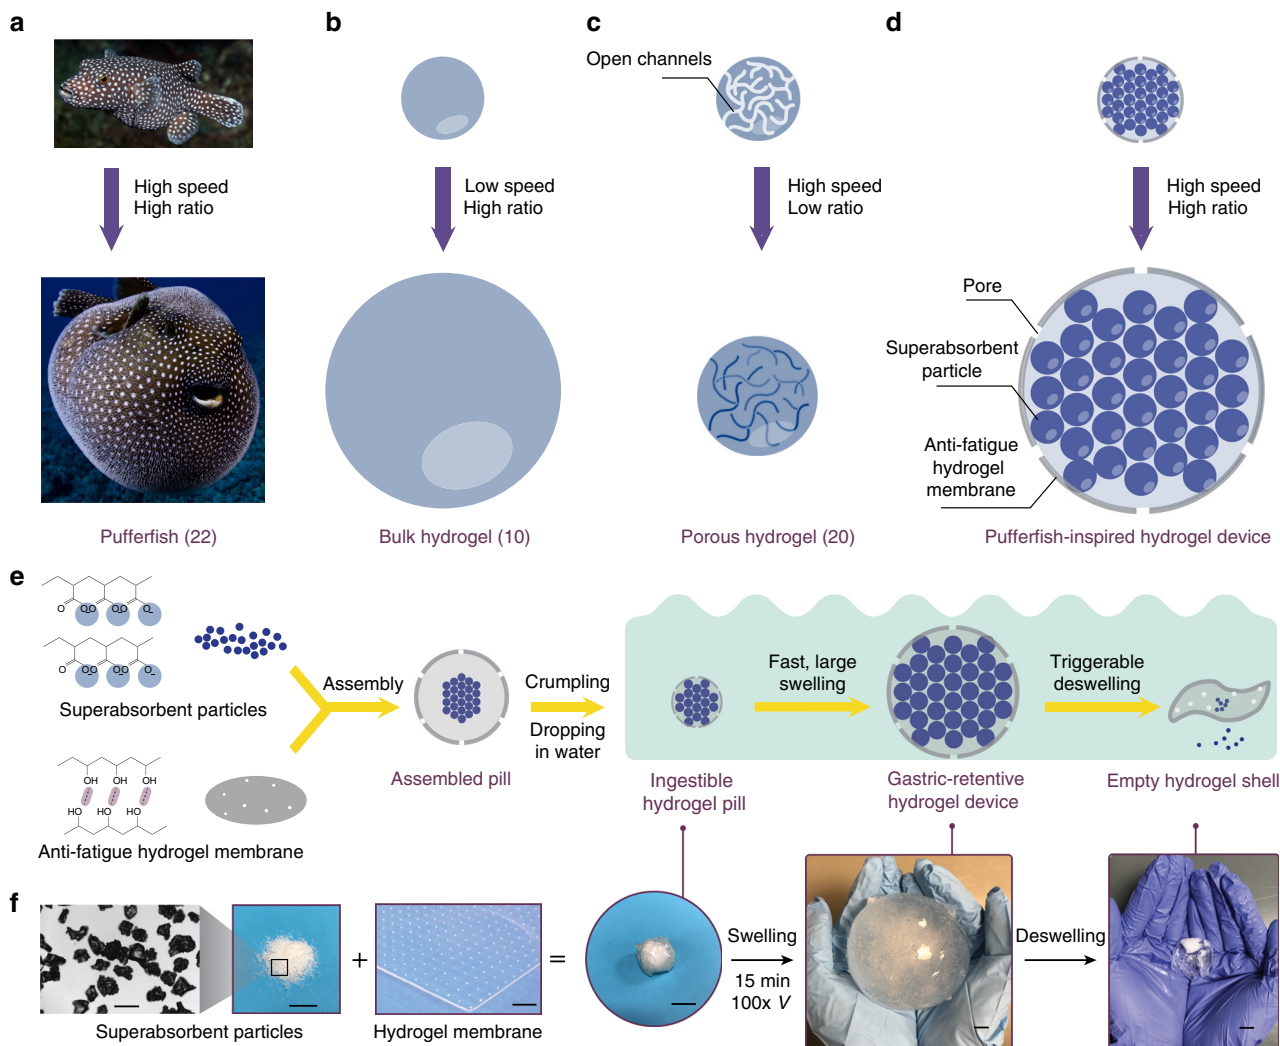 a
b
c
d
Open channels
High speed
High ratio
Low speed
High ratio
High speed
Low ratio
High speed
High ratio
Pore
Superabsorbent
particle
Anti-fatigue
hydrogel
membrane
Pufferfish (22)
Bulk hydrogel (10)
Porous hydrogel (20)
Pufferfish-inspired hydrogel device
e
O O- O O- O O-
O O- O O- O O-
Superabsorbent particles
OH OH OH
HO HO HO
Anti-fatigue hydrogel membrane
Assembly
Assembled pill
Crumpling
Dropping
in water
Fast, large
swelling
Triggerable
deswelling
Ingestible
hydrogel pill
Gastric-retentive
hydrogel device
Empty hydrogel shell
f
Superabsorbent particles
+
Hydrogel membrane
=
Swelling
15 min
100x V
Deswelling